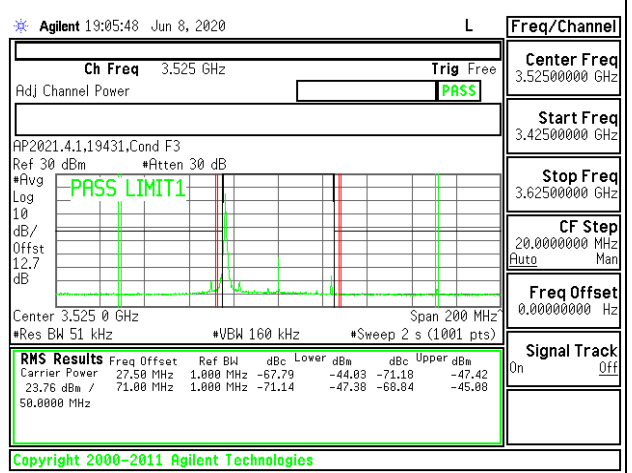 Agilent 19:05:48 Jun 8, 2020 L
Ch Freq 3.525 GHz Trig Free
Adj Channel Power PASS
AP2021.4.1,19431,Cond F3
Ref 30 dBm #Atten 30 dB
#Avg
Log
10
dB/
Offst
12.7
dB
PASS LIMIT1
Center 3.525 0 GHz Span 200 MHz^
#Res BW 51 kHz #VBW 160 kHz #Sweep 2 s (1001 pts)
RMS Results Freq Offset Ref BW dBc Lower dBm dBc Upper dBm
Carrier Power 27.50 MHz 1.000 MHz -67.79 -44.03 -71.18 -47.42
23.76 dBm / 71.00 MHz 1.000 MHz -71.14 -47.38 -68.84 -45.08
50.0000 MHz
Copyright 2000-2011 Agilent Technologies
Freq/Channel
Center Freq
3.52500000 GHz
Start Freq
3.42500000 GHz
Stop Freq
3.62500000 GHz
CF Step
20.0000000 MHz
Auto Man
Freq Offset
0.00000000 Hz
Signal Track
On Off